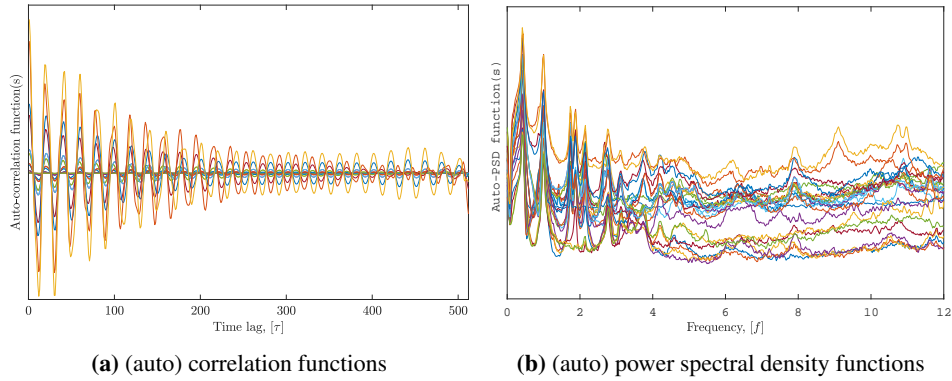 Auto-correlation function(s)
0 100 200 300 400 500
Time lag, [τ]
(a) (auto) correlation functions
Auto-PSD function(s)
0 2 4 6 8 10 12
Frequency, [f]
(b) (auto) power spectral density functions